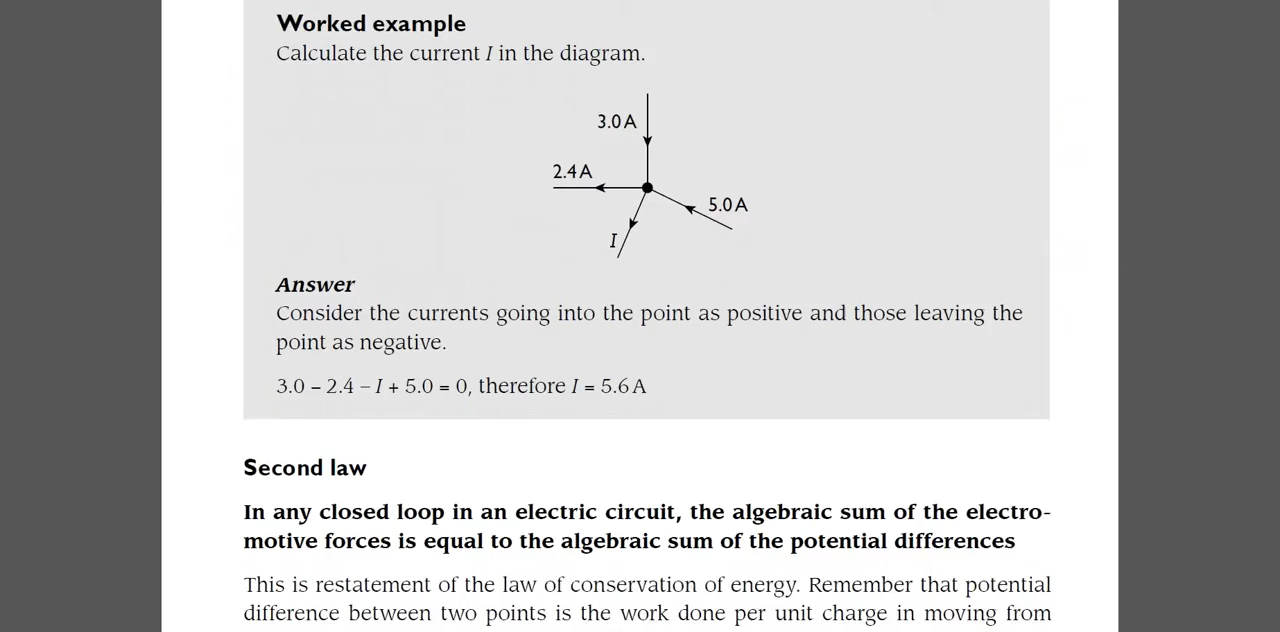 Worked example
Calculate the current I in the diagram.
3.0 A
2.4 A
5.0 A
I
Answer
Consider the currents going into the point as positive and those leaving the
point as negative.
3.0 – 2.4 – I + 5.0 = 0, therefore I = 5.6 A
Second law
In any closed loop in an electric circuit, the algebraic sum of the electro-
motive forces is equal to the algebraic sum of the potential differences
This is restatement of the law of conservation of energy. Remember that potential
difference between two points is the work done per unit charge in moving from